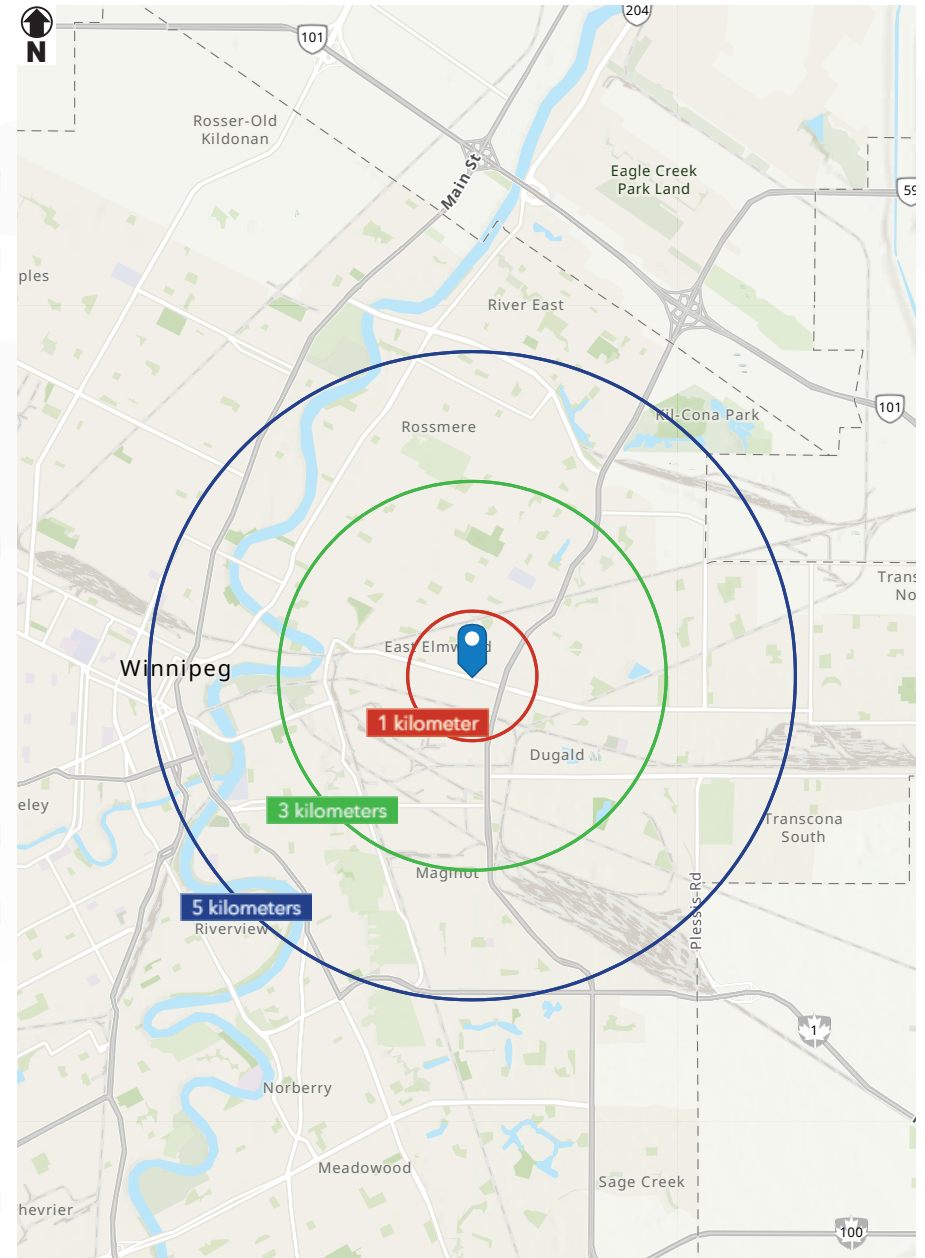 204
101
N
Rosser-Old
Kildonan
Main St
Eagle Creek
Park Land
59
ples
River East
101
Kil-Cona Park
Rossmere
Trans
No
East Elmw d
Winnipeg
1 kilometer
Dugald
3 kilometers
eley
Transcona
South
Maginot
Plessis Rd
5 kilometers
Riverview
1
Norberry
Meadowood
Sage Creek
hevrier
100